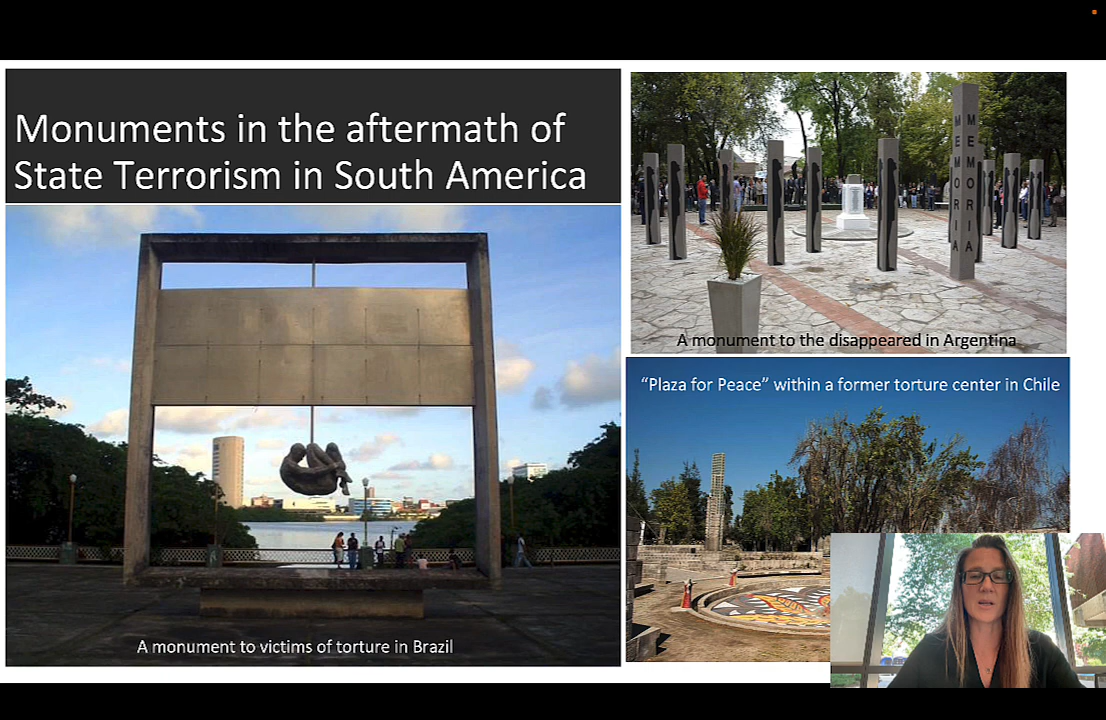 Monuments in the aftermath of
State Terrorism in South America
A monument to victims of torture in Brazil
MEMORIA
MEMORIA
A monument to the disappeared in Argentina
“Plaza for Peace” within a former torture center in Chile